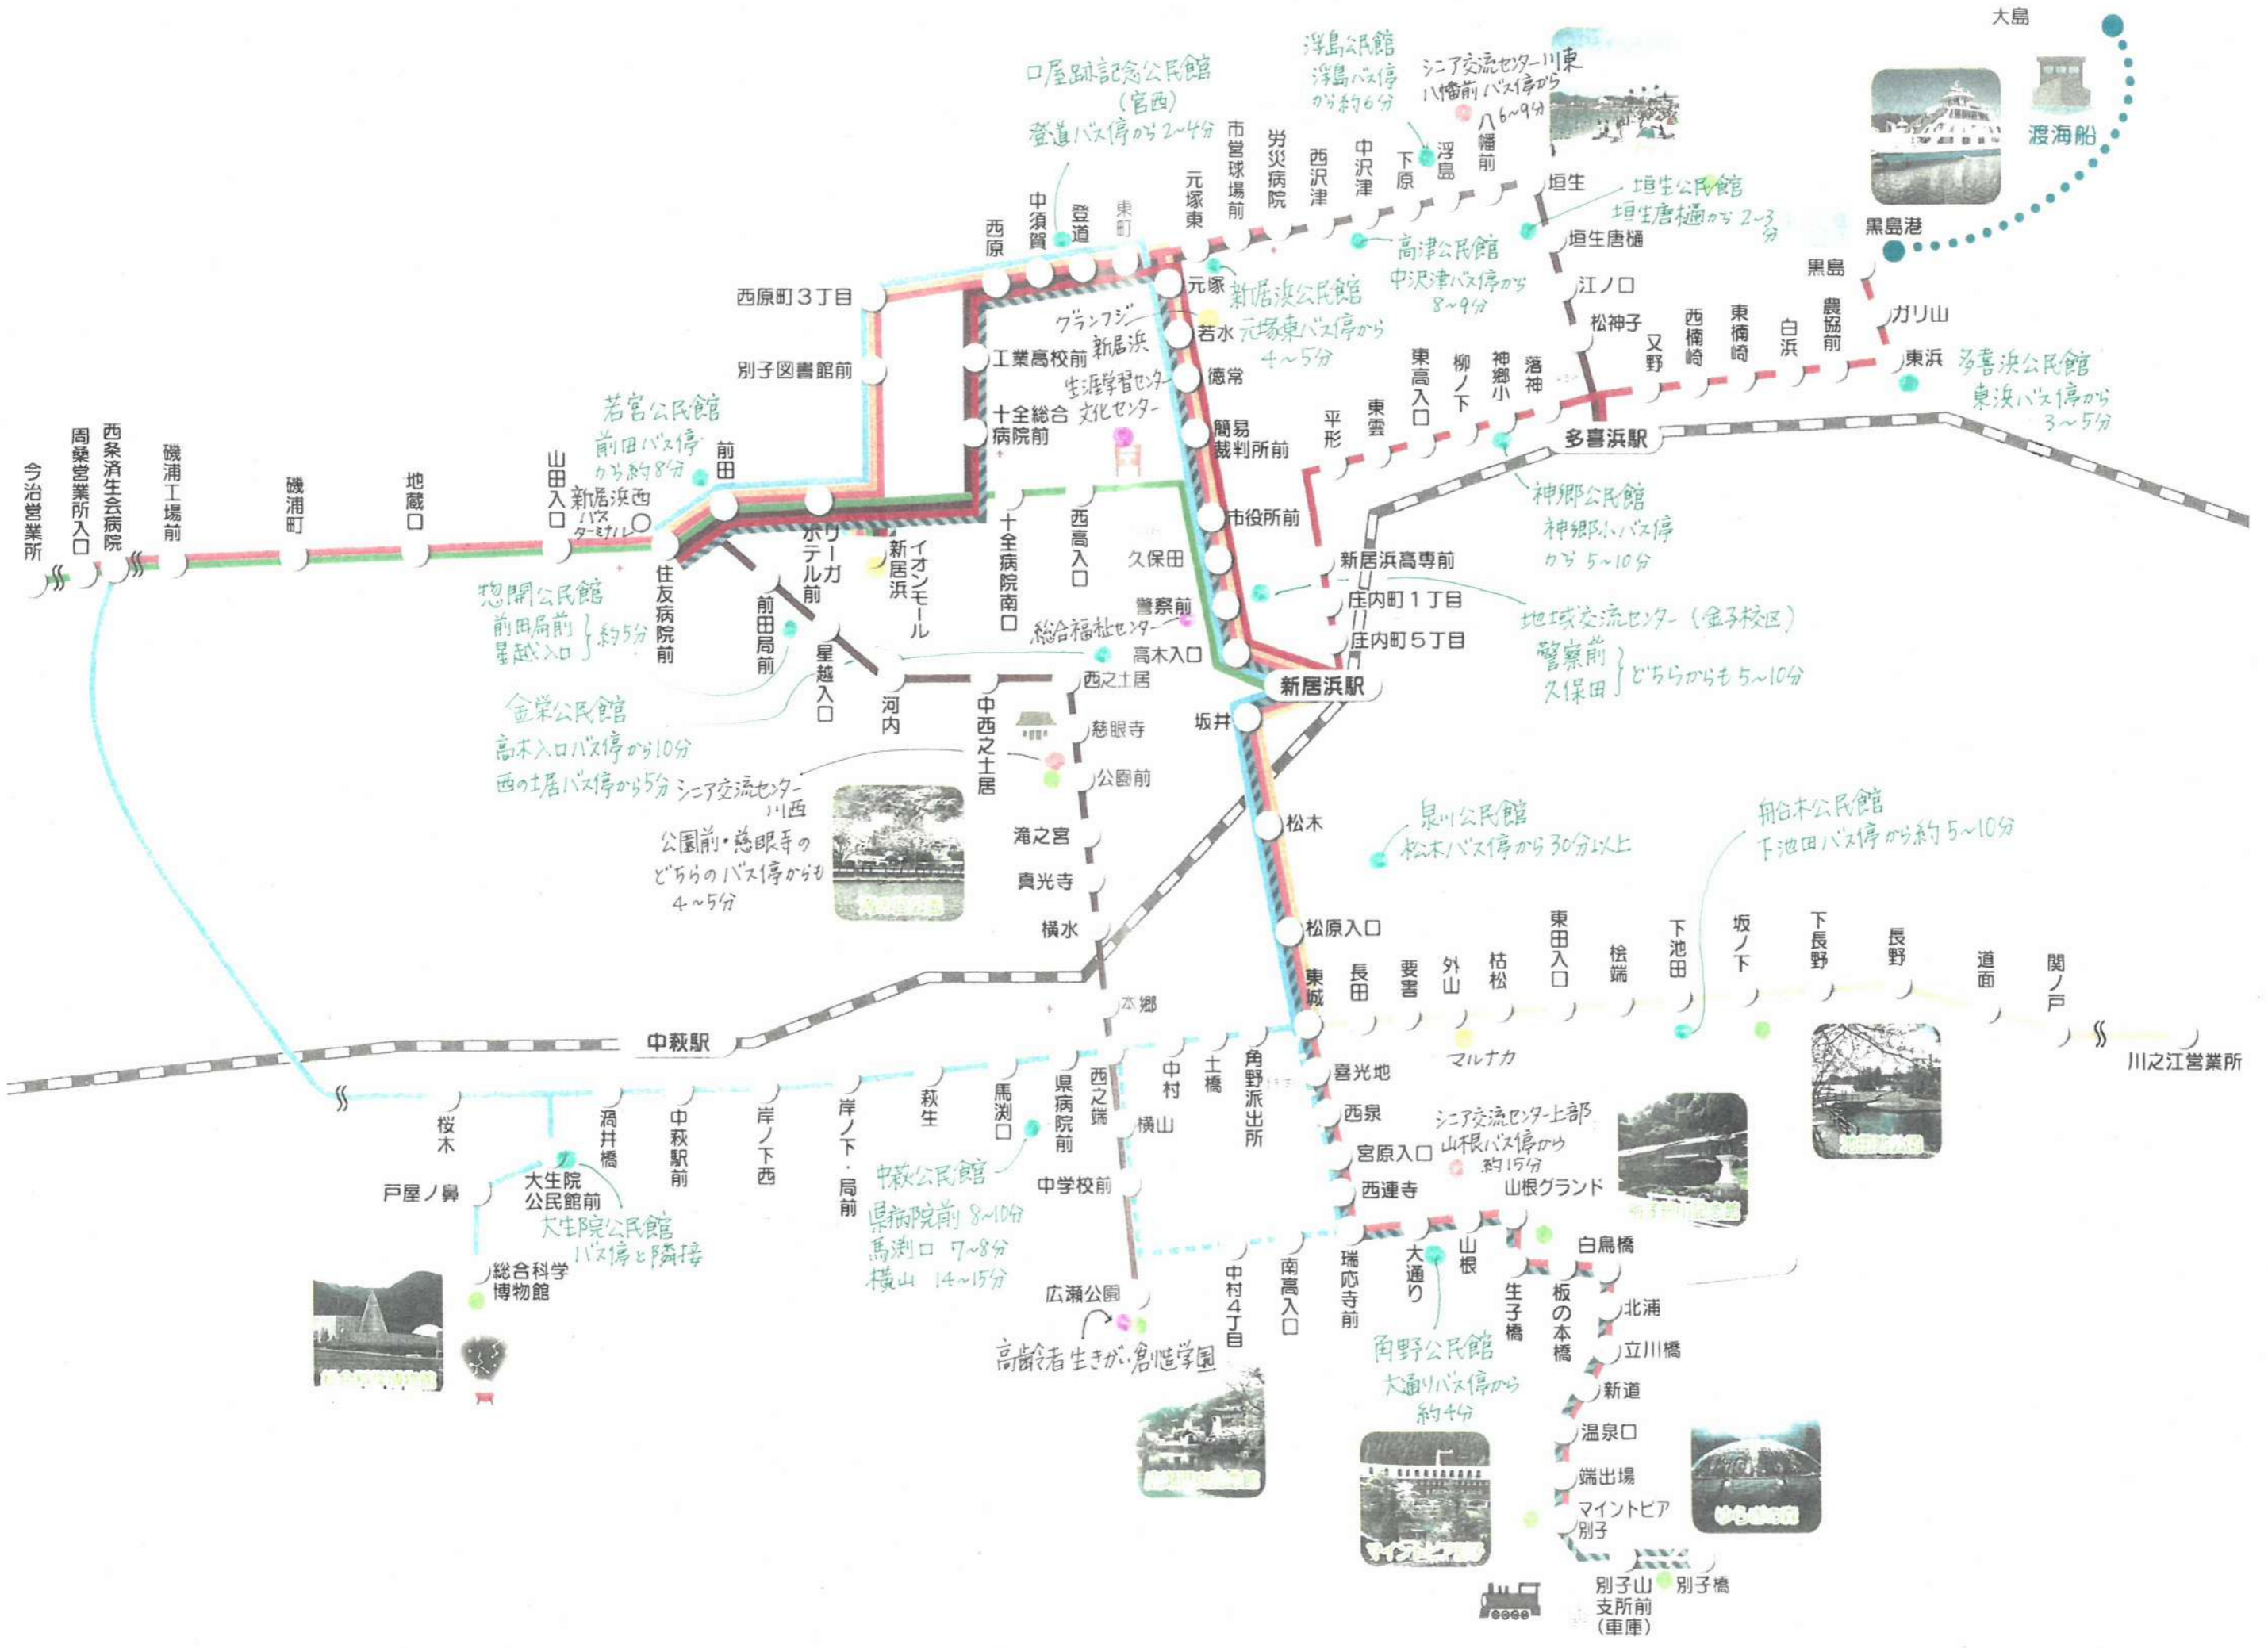 大島
渡海船
黒島港
口屋跡記念公民館
(宮西)
登道バス停から2~4分
浮島公民館
浮島バス停
から約6分
シニア交流センター川東
八幡前バス停から
6~9分
西原
中須賀
登道
東町
元塚東
市営球場前
労災病院
西沢津
中沢津
下原
浮島
八幡前
垣生
垣生公民館
垣生唐樋から2~3
分
垣生唐樋
高津公民館
中沢津バス停から
8~9分
江ノ口
松神子
黒島
ガリ山
東浜
農協前
白浜
東楠崎
西楠崎
又野
多喜浜公民館
東浜バス停から
3~5分
西原町3丁目
別子図書館前
元塚
新居浜公民館
元塚東バス停から
4~5分
グランフジ
新居浜
若水
工業高校前
生涯学習センター
文化センター
徳常
十全総合
病院前
簡易
裁判所前
平形
東雲
東高入口
柳ノ下
神郷小
落神
多喜浜駅
神郷公民館
神郷小バス停
から5~10分
若宮公民館
前田バス停
から約8分
前田
今治営業所
周桑営業所入口
西条済生会病院
磯浦工場前
磯浦町
地蔵口
山田入口
新居浜西
バス
ターミナル
住友病院前
リーガ
ホテル前
イオンモール
新居浜
十全病院南口
西高入口
市役所前
久保田
警察前
総合福祉センター
高木入口
新居浜高専前
庄内町1丁目
庄内町5丁目
新居浜駅
地域交流センター(金子校区)
警察前
久保田
どちらからも5~10分
惣開公民館
前田局前
星越入口
約5分
前田局前
星越入口
河内
中西之土居
西之土居
金栄公民館
高木入口バス停から10分
西の土居バス停から5分
慈眼寺
公園前
シニア交流センター
川西
公園前・慈眼寺の
どちらのバス停からも
4~5分
滝之宮
真光寺
横水
本郷
坂井
松木
松原入口
泉川公民館
松木バス停から30分以上
船木公民館
下池田バス停から約5~10分
東城
長田
要害
外山
枯松
東田入口
桧端
下池田
坂ノ下
下長野
長野
道面
関ノ戸
川之江営業所
マルナカ
中萩駅
桜木
渦井橋
中萩駅前
岸ノ下西
岸ノ下・局前
萩生
馬渕口
県病院前
西之端
中村
土橋
角野派出所
戸屋ノ鼻
大生院
公民館前
大生院公民館
バス停と隣接
総合科学
博物館
総合科学博物館
中萩公民館
県病院前 8~10分
馬渕口 7~8分
横山 14~15分
横山
中学校前
広瀬公園
高齢者生きがい創造学園
喜光地
西泉
宮原入口
西連寺
シニア交流センター上部
山根バス停から
約15分
山根グランド
中村4丁目
南高入口
瑞応寺前
大通り
山根
生子橋
板の本橋
白鳥橋
角野公民館
大通りバス停から
約4分
北浦
立川橋
新道
温泉口
端出場
マイントピア
別子
マイントピア別子
ゆらぎの森
別子山
支所前
(車庫)
別子橋